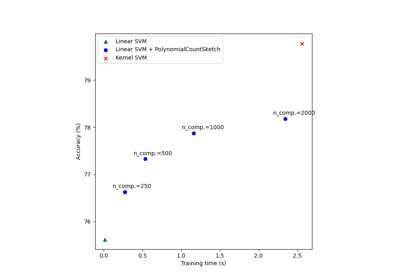 Linear SVM
Linear SVM + PolynomialCountSketch
Kernel SVM
79
n_comp.=2000
78
n_comp.=1000
n_comp.=500
77
n_comp.=250
76
Accuracy (%)
0.0 0.5 1.0 1.5 2.0 2.5
Training time (s)